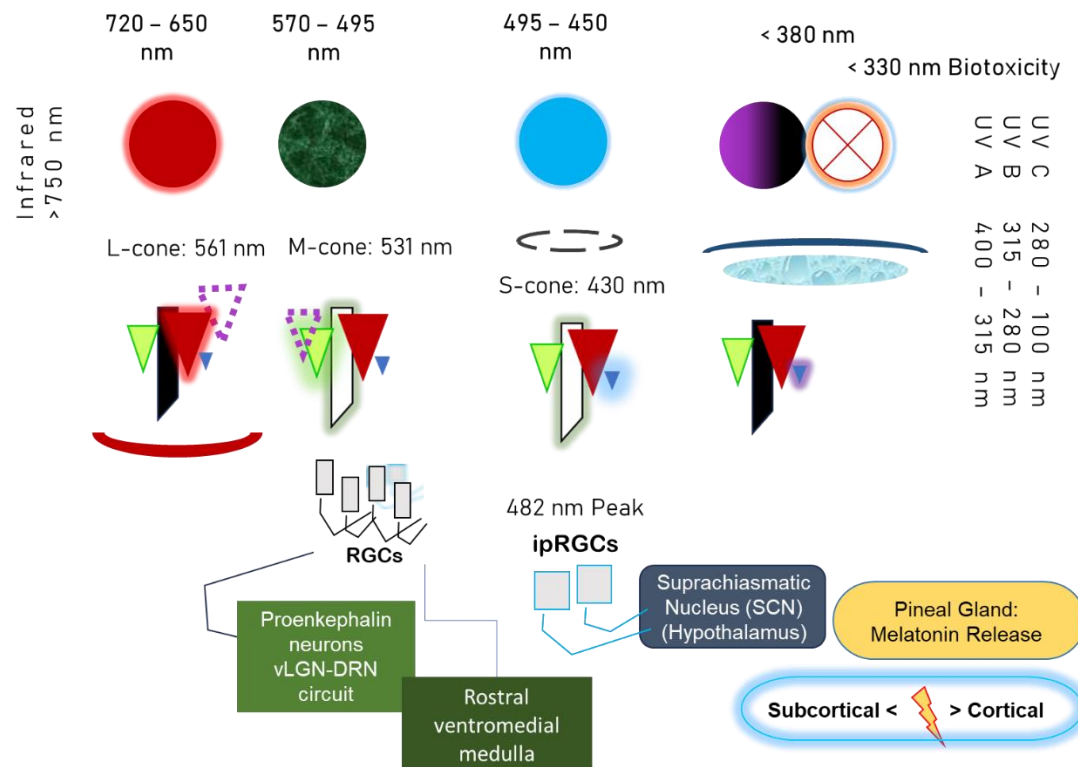 720 – 650
nm
570 – 495
nm
495 – 450
nm
< 380 nm
< 330 nm Biotoxicity
Infrared
>750 nm
UV C 280 – 100 nm
UV B 315 – 280 nm
UV A 400 – 315 nm
L-cone: 561 nm
M-cone: 531 nm
S-cone: 430 nm
RGCs
482 nm Peak
ipRGCs
Suprachiasmatic
Nucleus (SCN)
(Hypothalamus)
Pineal Gland:
Melatonin Release
Proenkephalin
neurons
vLGN-DRN
circuit
Rostral
ventromedial
medulla
Subcortical < > Cortical